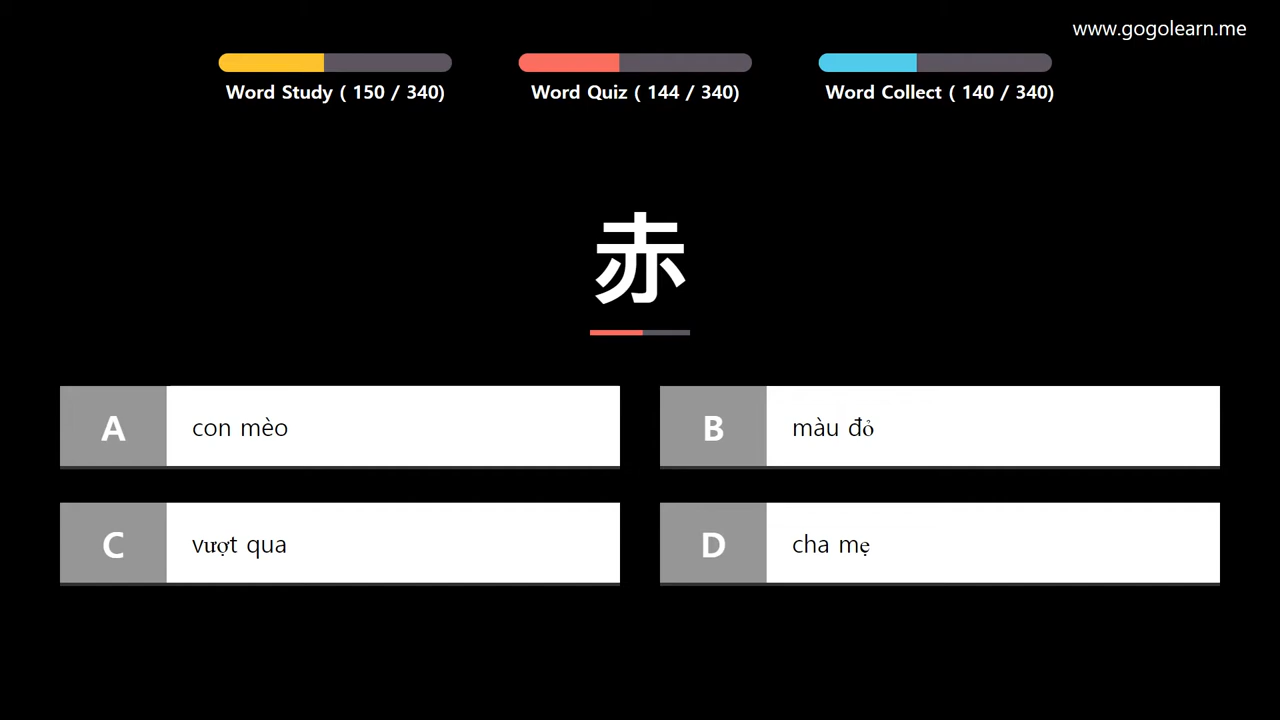 www.gogolearn.me
Word Study ( 150 / 340)
Word Quiz ( 144 / 340)
Word Collect ( 140 / 340)
赤
A con mèo
B màu đỏ
C vượt qua
D cha mẹ